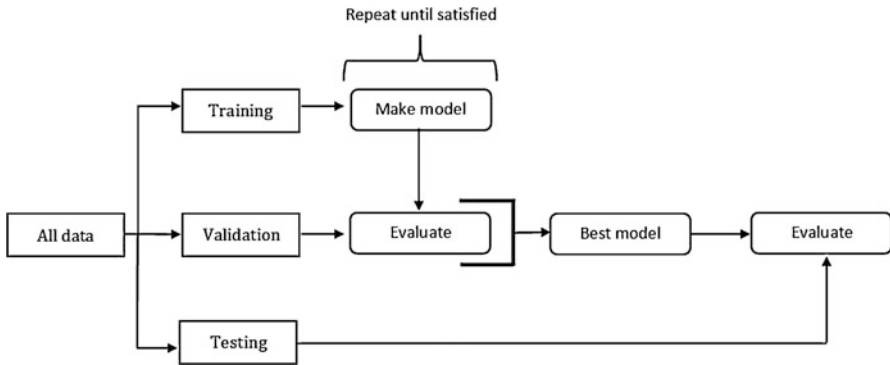 Repeat until satisfied
Training
Make model
All data
Validation
Evaluate
Best model
Evaluate
Testing